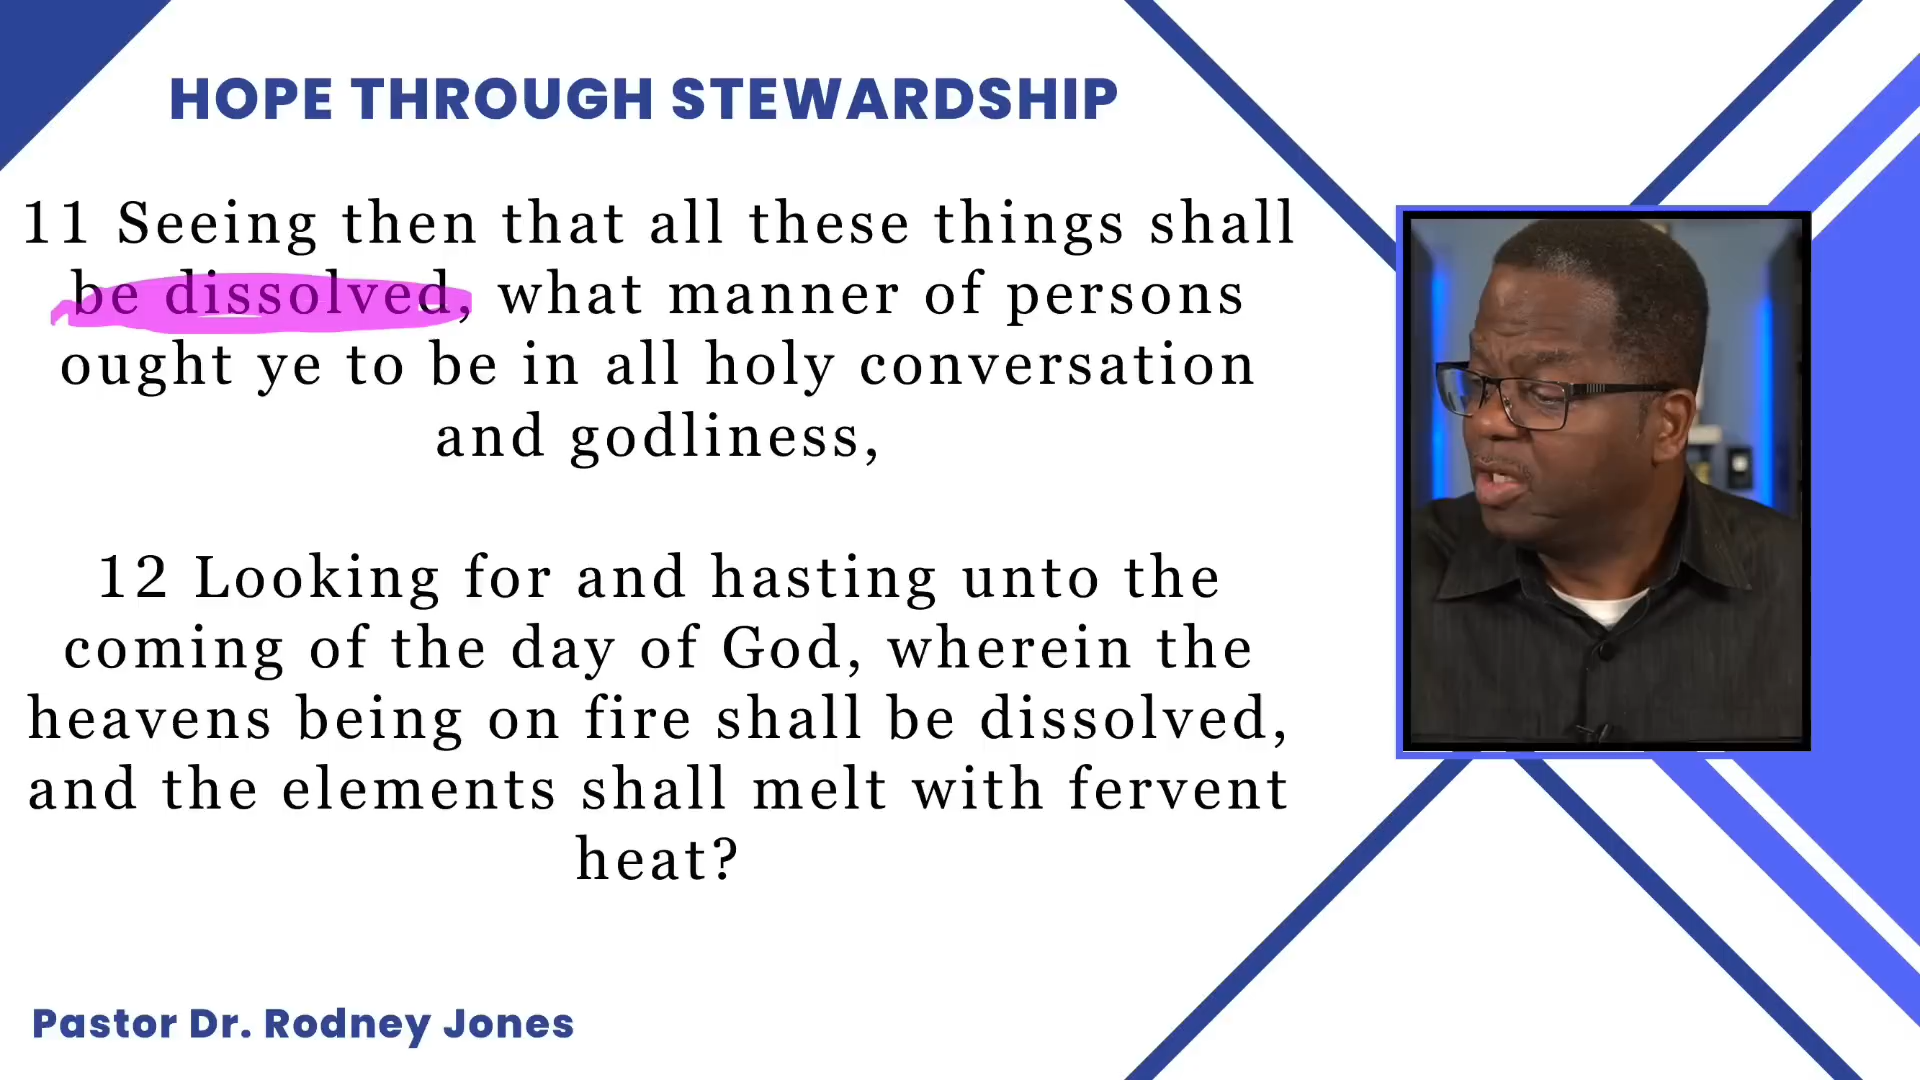 HOPE THROUGH STEWARDSHIP
11 Seeing then that all these things shall
be dissolved, what manner of persons
ought ye to be in all holy conversation
and godliness,
12 Looking for and hasting unto the
coming of the day of God, wherein the
heavens being on fire shall be dissolved,
and the elements shall melt with fervent
heat?
Pastor Dr. Rodney Jones